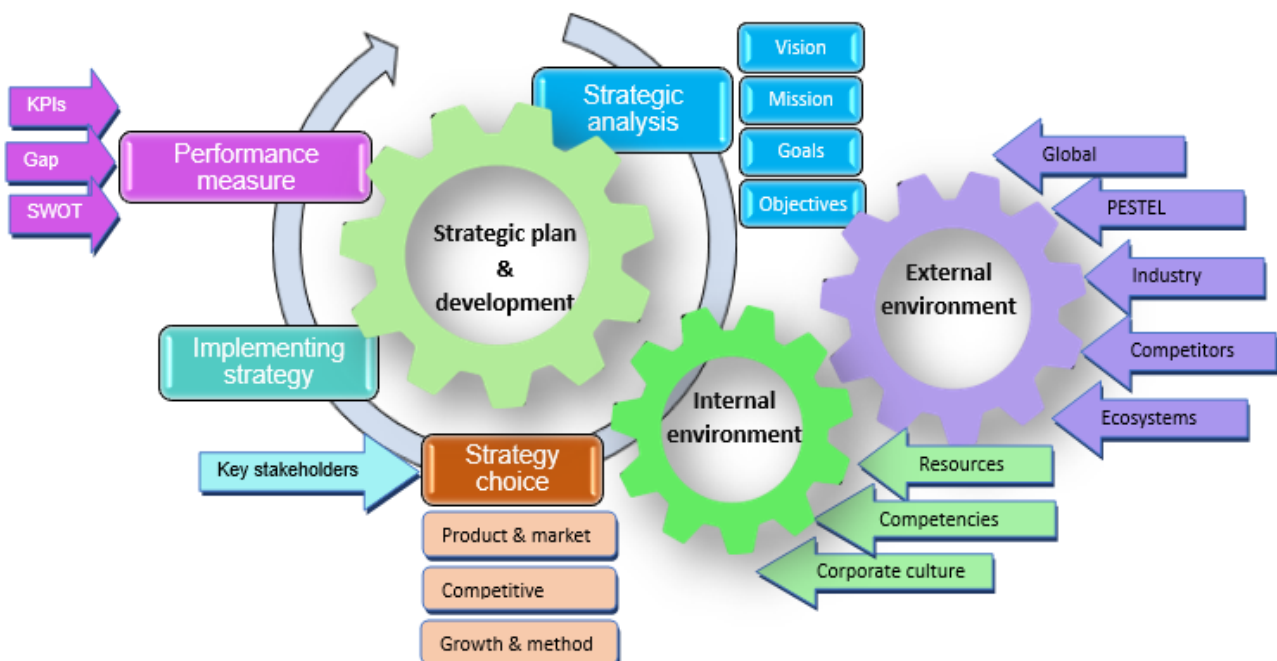 Vision
Strategic
analysis
Mission
Goals
Objectives
KPIs
Gap
SWOT
Performance
measure
Strategic plan
&
development
Global
PESTEL
Industry
Competitors
Ecosystems
External
environment
Implementing
strategy
Internal
environment
Key stakeholders
Strategy
choice
Resources
Competencies
Corporate culture
Product & market
Competitive
Growth & method